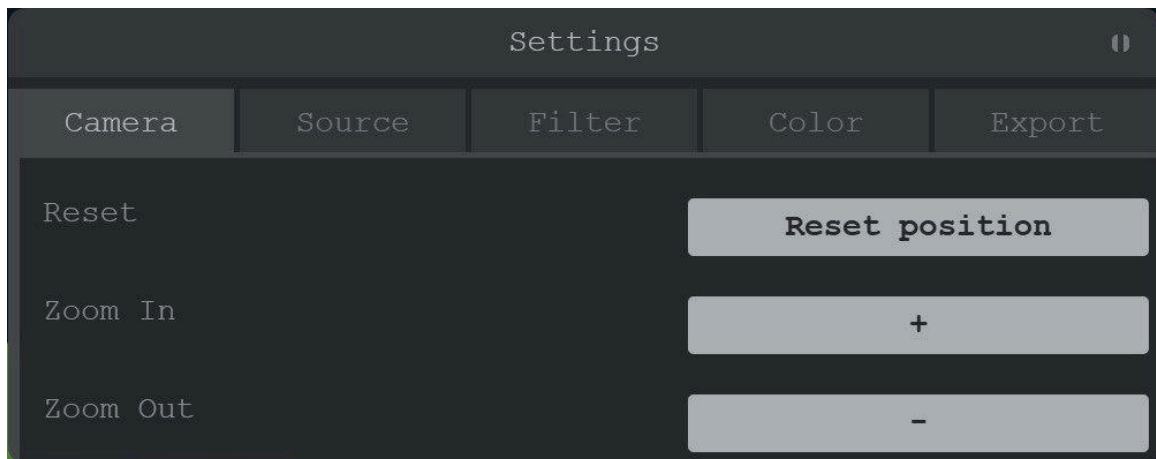 Settings
Camera Source Filter Color Export
Reset Reset position
Zoom In +
Zoom Out -